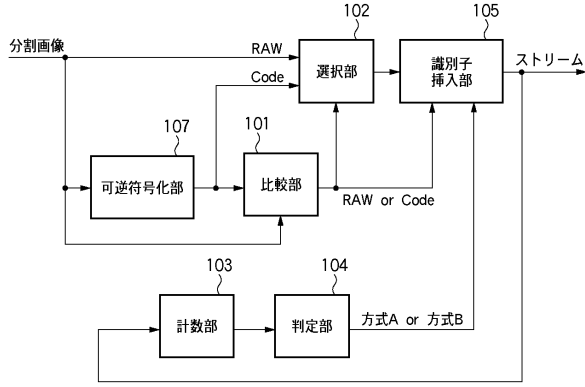 102
105
分割画像
RAW
選択部
識別子
挿入部
ストリーム
Code
107
101
可逆符号化部
比較部
RAW or Code
103
104
計数部
判定部
方式A or 方式B